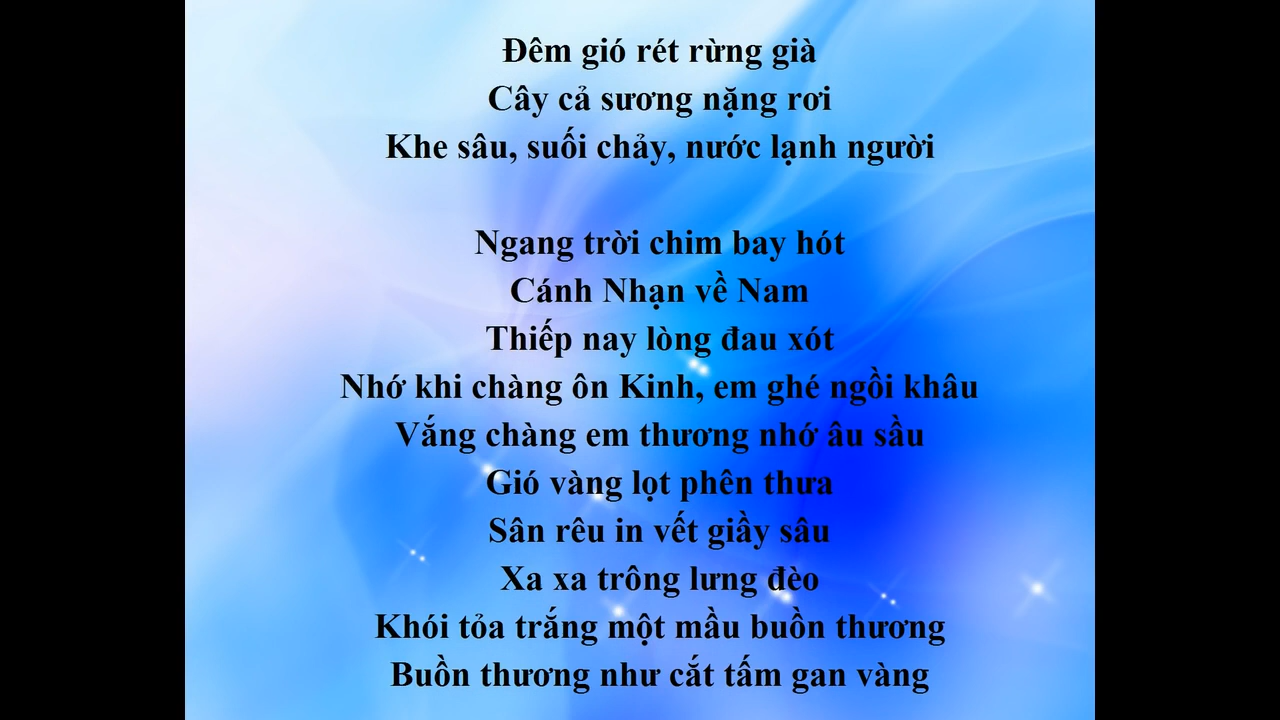 Đêm gió rét rừng già
Cây cả sương nặng rơi
Khe sâu, suối chảy, nước lạnh người
Ngang trời chim bay hót
Cánh Nhạn về Nam
Thiếp nay lòng đau xót
Nhớ khi chàng ôn Kinh, em ghé ngồi khâu
Vắng chàng em thương nhớ âu sầu
Gió vàng lọt phên thưa
Sân rêu in vết giầy sâu
Xa xa trông lưng đèo
Khói tỏa trắng một mầu buồn thương
Buồn thương như cắt tấm gan vàng